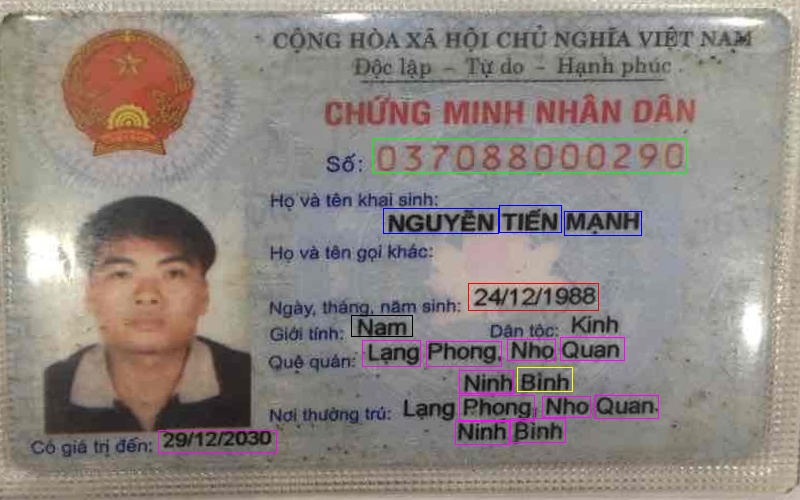 CỘNG HÒA XÃ HỘI CHỦ NGHĨA VIỆT NAM
Độc lập - Tự do - Hạnh phúc
CHỨNG MINH NHÂN DÂN
Số: 037088000290
Họ và tên khai sinh:
NGUYỄN TIẾN MẠNH
Họ và tên gọi khác:
Ngày, tháng, năm sinh: 24/12/1988
Giới tính: Nam Dân tộc: Kinh
Quê quán: Lạng Phong, Nho Quan
Ninh Bình
Nơi thường trú: Lạng Phong, Nho Quan.
Ninh Bình
Có giá trị đến: 29/12/2030